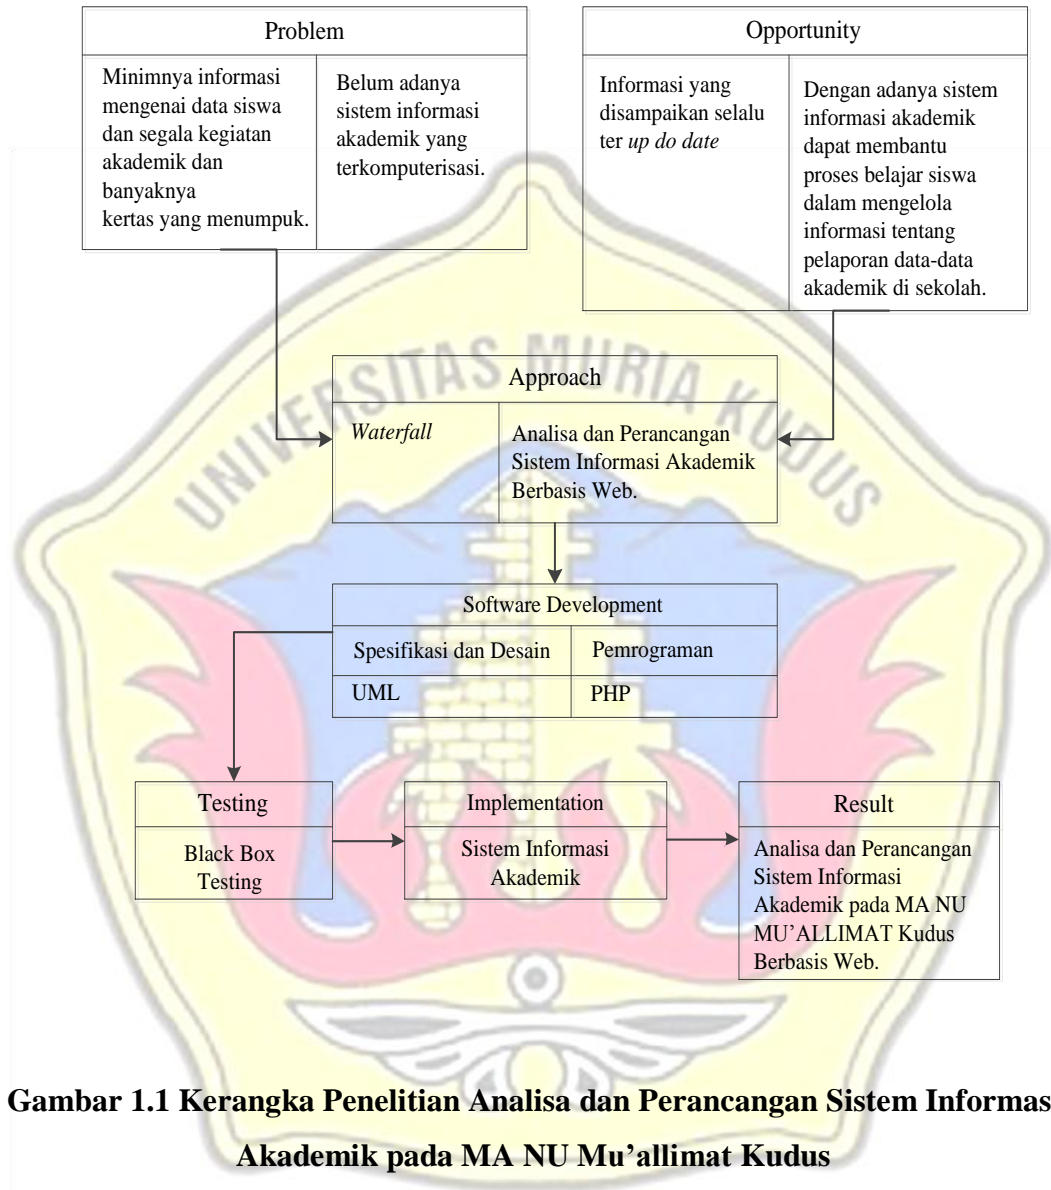 Problem
Minimnya informasi
mengenai data siswa
dan segala kegiatan
akademik dan
banyaknya
kertas yang menumpuk.
Belum adanya
sistem informasi
akademik yang
terkomputerisasi.
Opportunity
Informasi yang
disampaikan selalu
ter up do date
Dengan adanya sistem
informasi akademik
dapat membantu
proses belajar siswa
dalam mengelola
informasi tentang
pelaporan data-data
akademik di sekolah.
UNIVERSITAS MURIA KUDUS
Approach
Waterfall
Analisa dan Perancangan
Sistem Informasi Akademik
Berbasis Web.
Software Development
Spesifikasi dan Desain
Pemrograman
UML
PHP
Testing
Black Box
Testing
Implementation
Sistem Informasi
Akademik
Result
Analisa dan Perancangan
Sistem Informasi
Akademik pada MA NU
MU’ALLIMAT Kudus
Berbasis Web.
Gambar 1.1 Kerangka Penelitian Analisa dan Perancangan Sistem Informas
Akademik pada MA NU Mu’allimat Kudus